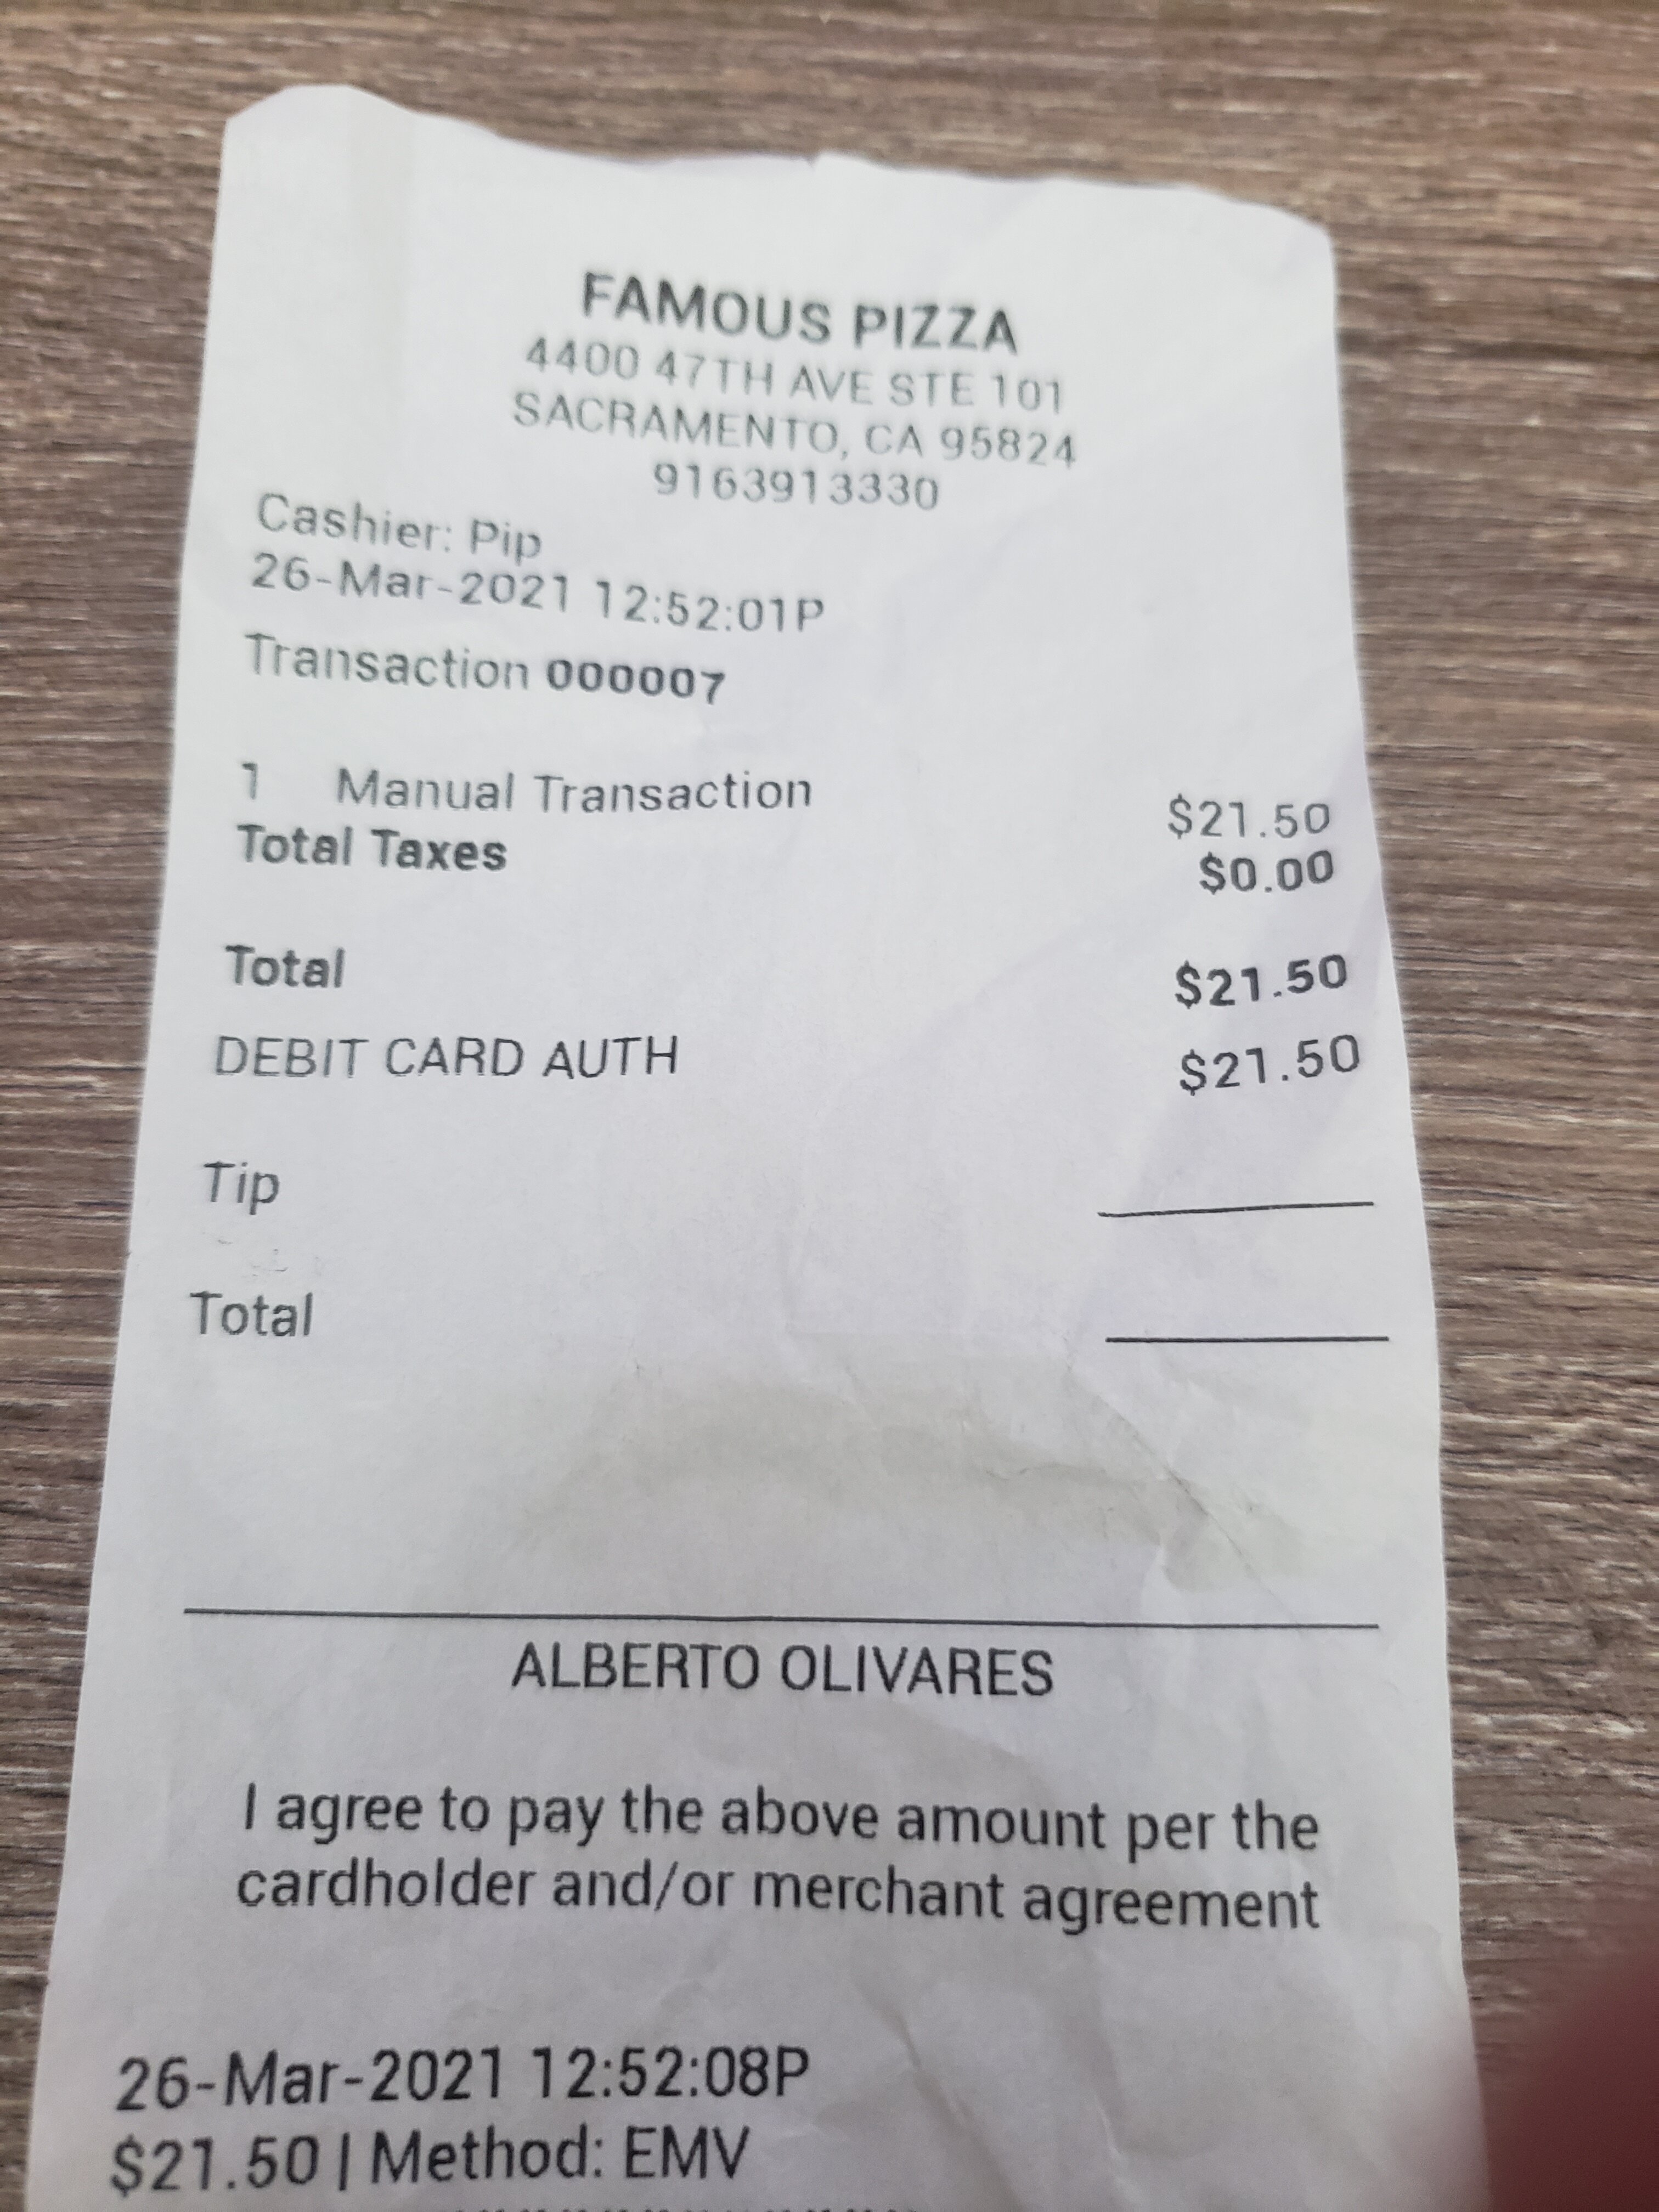 FAMOUS PIZZA
4400 47TH AVE STE 101
SACRAMENTO, CA 95824
9163913330
Cashier: Pip
26-Mar-2021 12:52:01P
Transaction 000007
1 Manual Transaction $21.50
Total Taxes $0.00
Total $21.50
DEBIT CARD AUTH $21.50
Tip
Total
ALBERTO OLIVARES
I agree to pay the above amount per the
cardholder and/or merchant agreement
26-Mar-2021 12:52:08P
$21.50 | Method: EMV